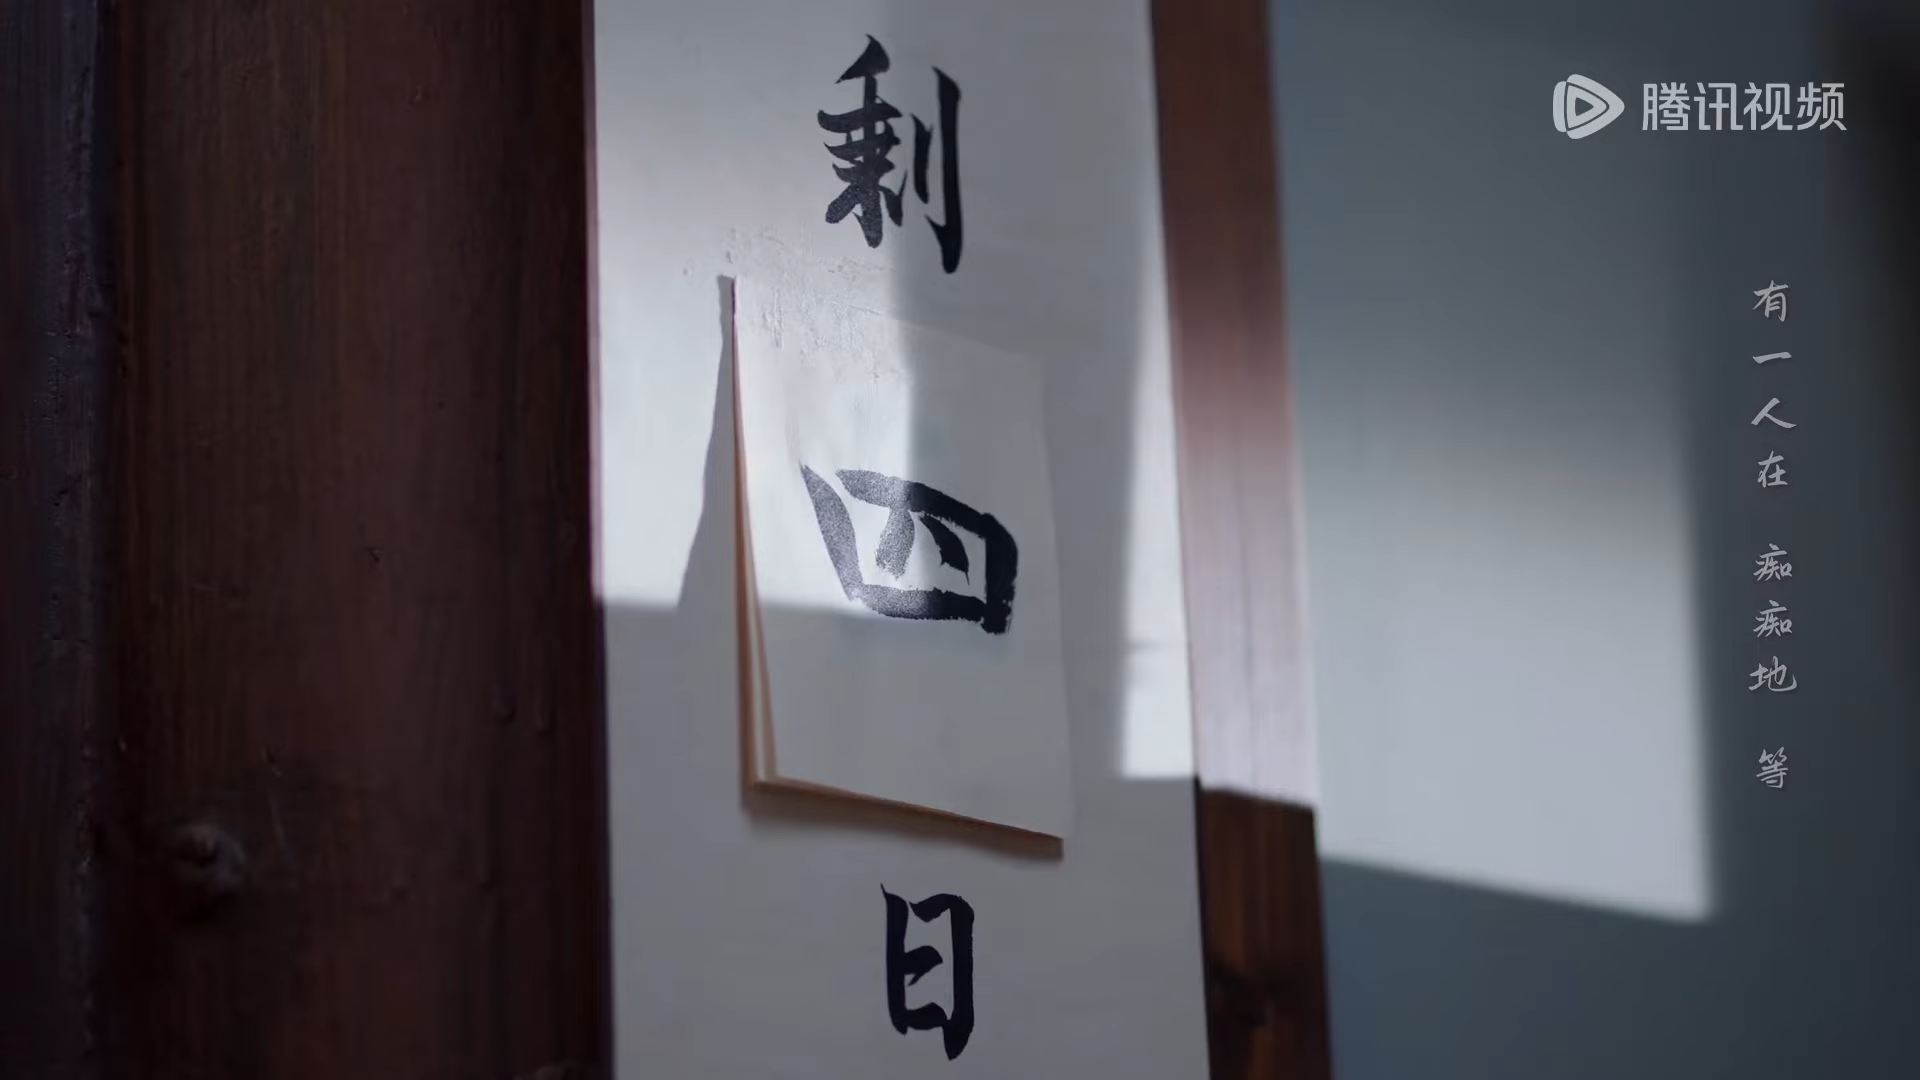 腾讯视频
剩
四
日
有一人在 痴痴地 等